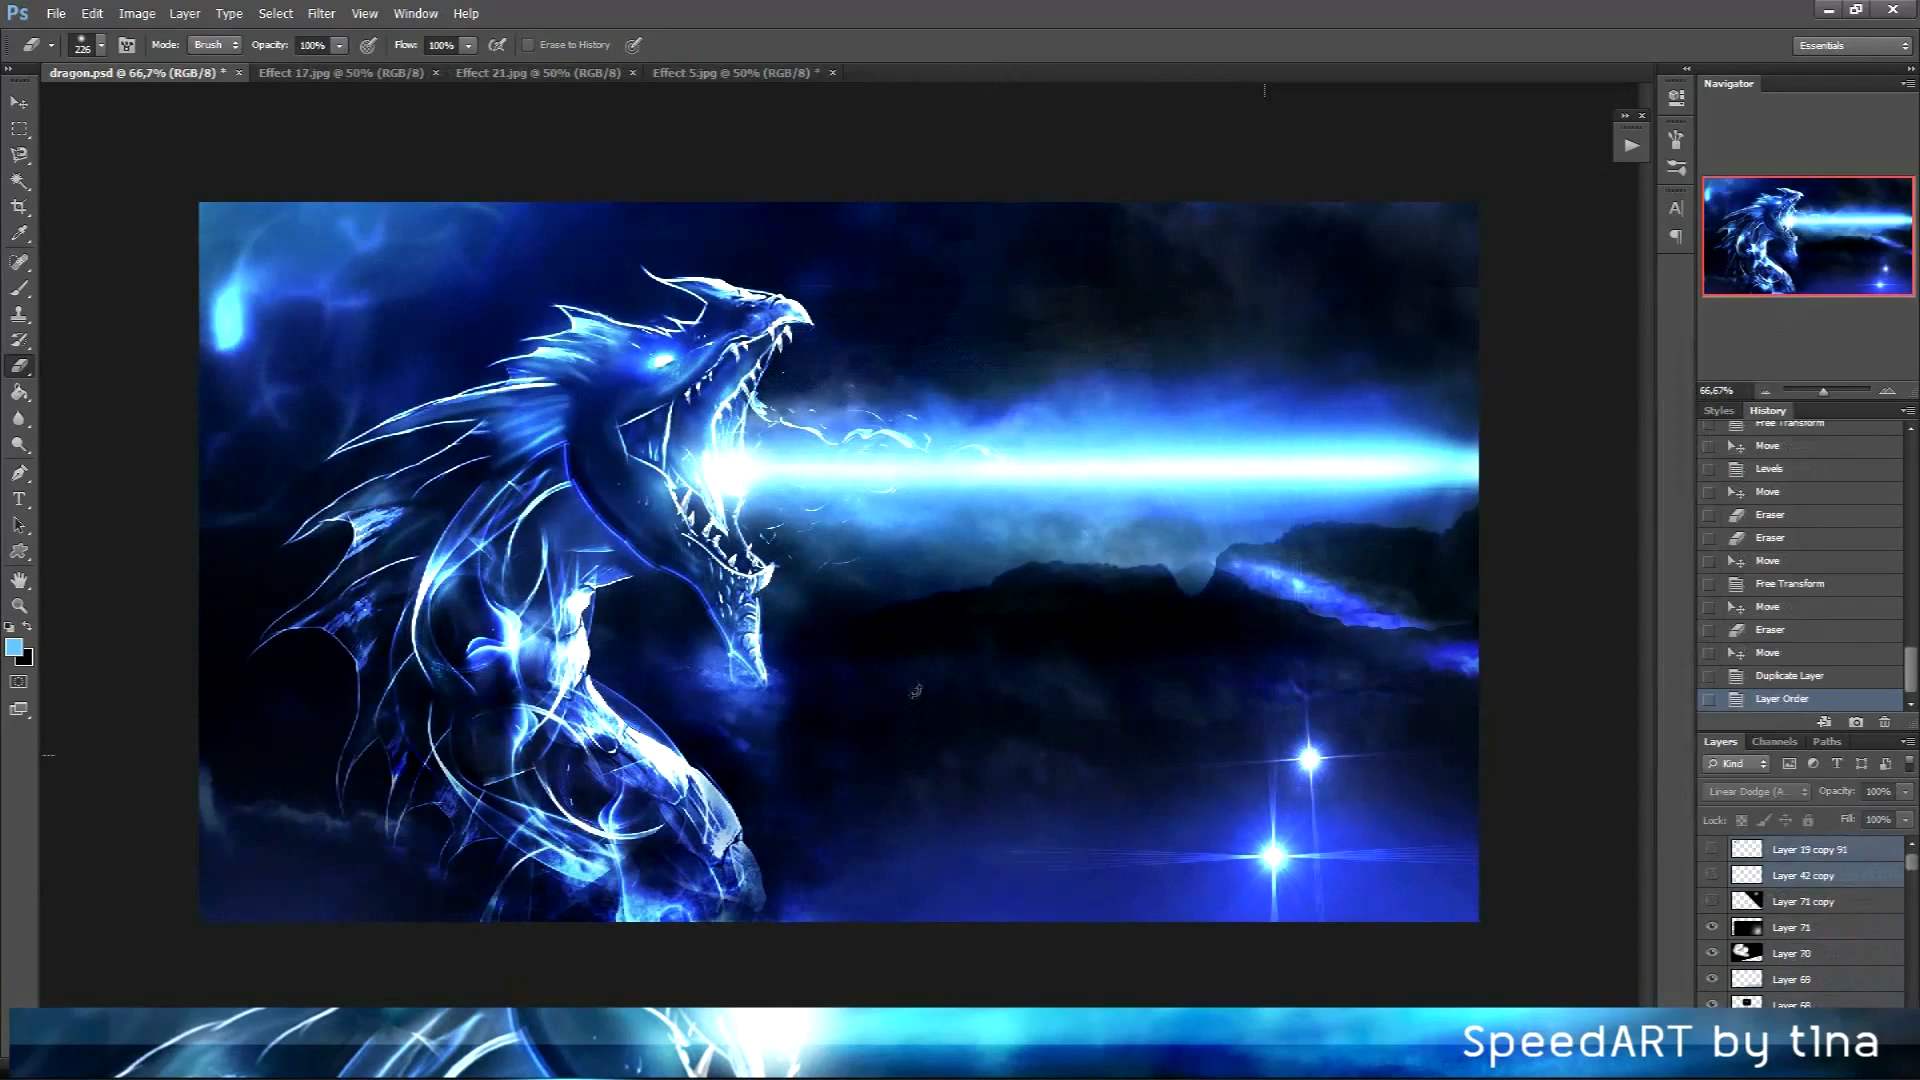 Ps File Edit Image Layer Type Select Filter View Window Help
226 Mode: Brush Opacity: 100% Flow: 100% Erase to History Essentials
dragon.psd @ 66,7% (RGB/8) * × Effect 17.jpg @ 50% (RGB/8) × Effect 21.jpg @ 50% (RGB/8) × Effect 5.jpg @ 50% (RGB/8) * ×
Navigator
66,67%
Styles History
Free Transform
Move
Levels
Move
Eraser
Eraser
Move
Free Transform
Move
Eraser
Move
Duplicate Layer
Layer Order
Layers Channels Paths
Kind
Linear Dodge (A... Opacity: 100%
Lock: Fill: 100%
Layer 19 copy 91
Layer 42 copy
Layer 71 copy
Layer 71
Layer 70
Layer 69
Layer 68
SpeedART by t1na